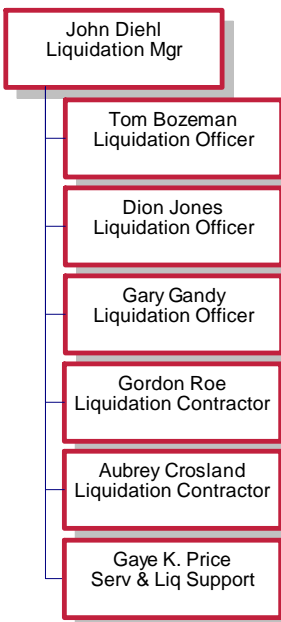 John Diehl
Liquidation Mgr
Tom Bozeman
Liquidation Officer
Dion Jones
Liquidation Officer
Gary Gandy
Liquidation Officer
Gordon Roe
Liquidation Contractor
Aubrey Crosland
Liquidation Contractor
Gaye K. Price
Serv & Liq Support